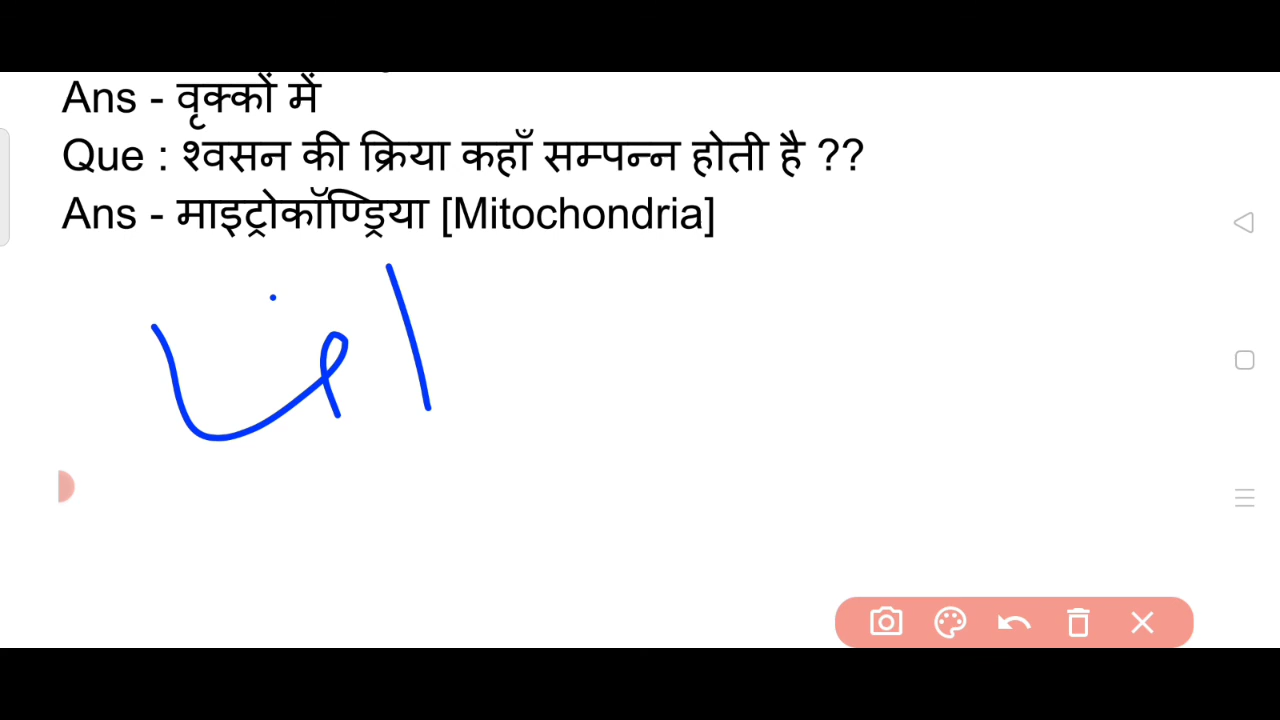 Ans - वृक्कों में
Que : श्वसन की क्रिया कहाँ सम्पन्न होती है ??
Ans - माइट्रोकॉण्ड्रिया [Mitochondria]